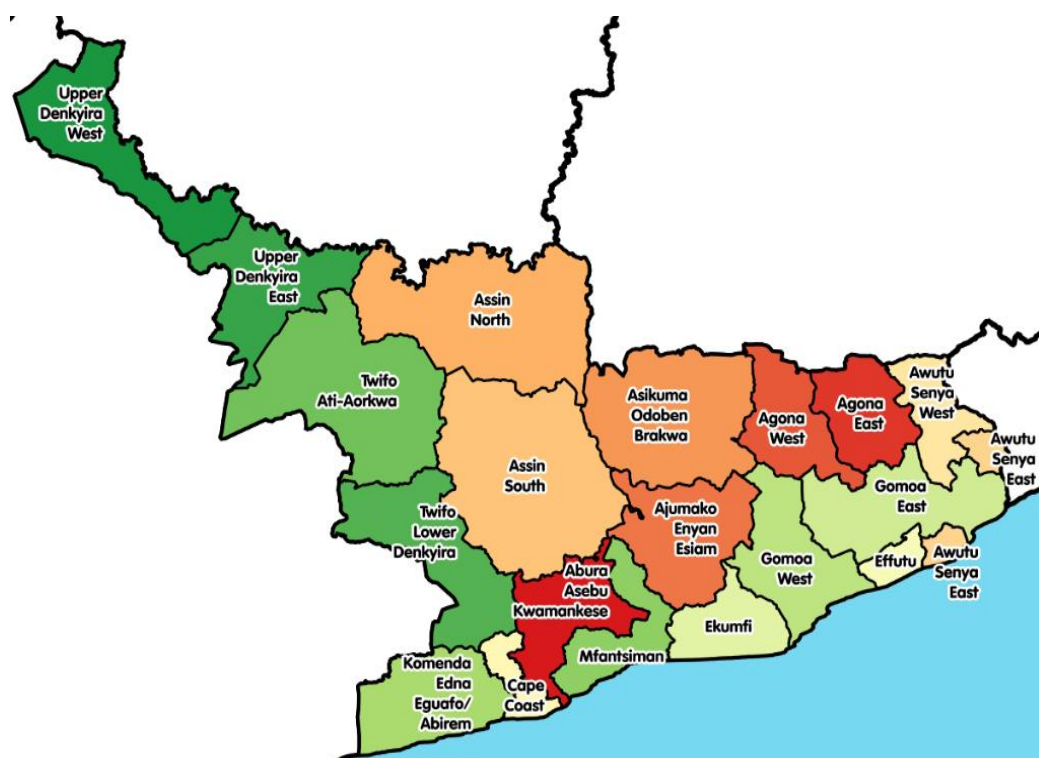 Upper
Denkyira
West
Upper
Denkyira
East
Assin
North
Twifo
Ati-Aorkwa
Asikuma
Odoben
Brakwa
Agona
West
Agona
East
Awutu
Senya
West
Awutu
Senya
East
Assin
South
Gomoa
East
Twifo
Lower
Denkyira
Ajumako
Enyan
Esiam
Gomoa
West
Effutu
Awutu
Senya
East
Abura
Asebu
Kwamankese
Ekumfi
Mfantsiman
Komenda
Edna
Eguafo/
Abirem
Cape
Coast